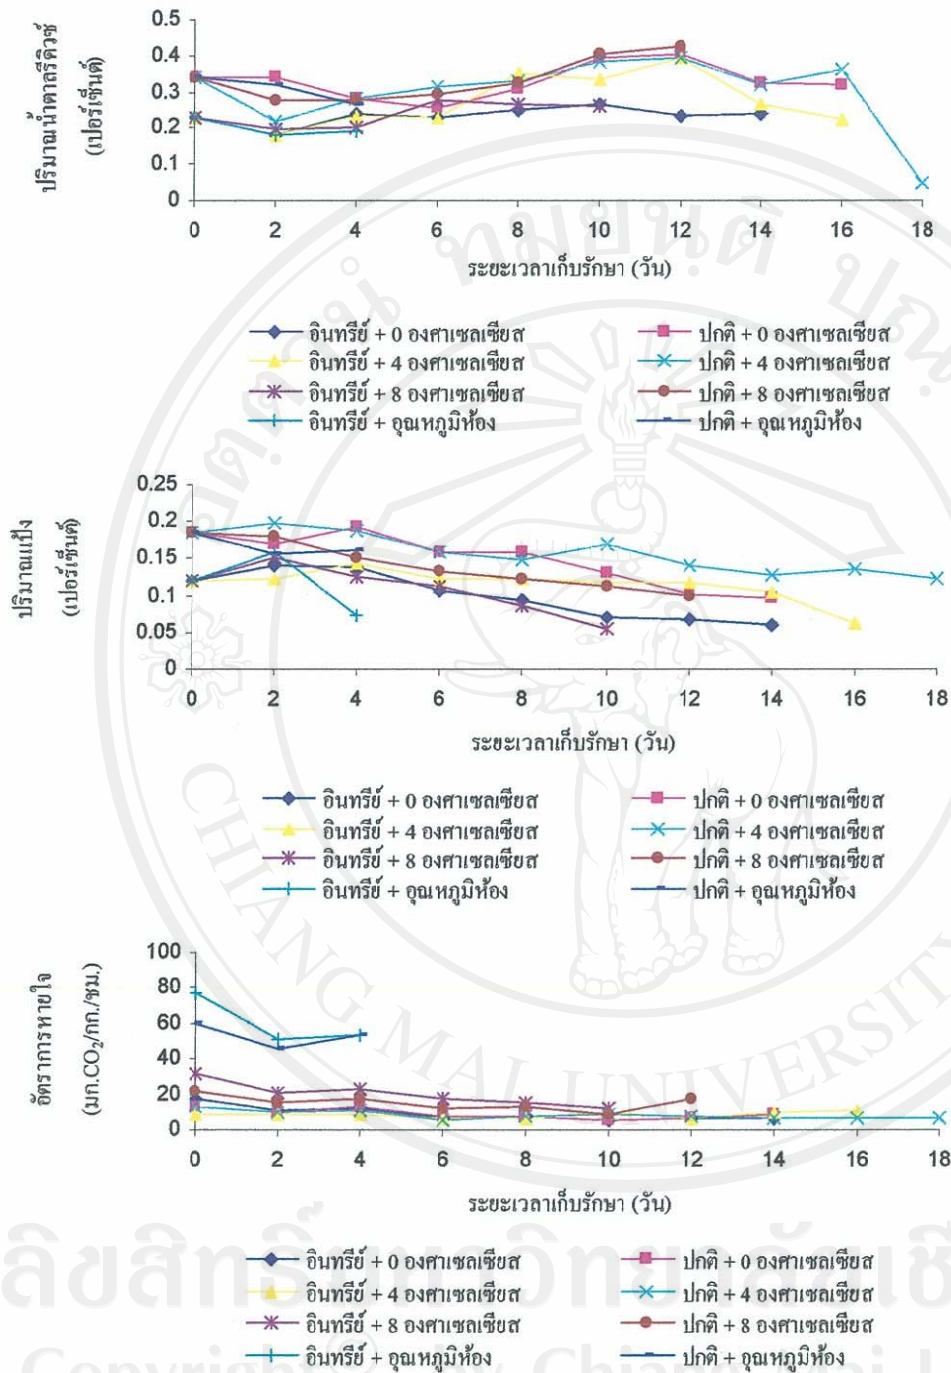 ปริมาณน้ำตาลรีดิวซ์
(เปอร์เซ็นต์)
0.5
0.4
0.3
0.2
0.1
0
0 2 4 6 8 10 12 14 16 18
ระยะเวลาเก็บรักษา (วัน)
อินทรีย์ + 0 องศาเซลเซียส ปกติ + 0 องศาเซลเซียส
อินทรีย์ + 4 องศาเซลเซียส ปกติ + 4 องศาเซลเซียส
อินทรีย์ + 8 องศาเซลเซียส ปกติ + 8 องศาเซลเซียส
อินทรีย์ + อุณหภูมิห้อง ปกติ + อุณหภูมิห้อง
ปริมาณแป้ง
(เปอร์เซ็นต์)
0.25
0.2
0.15
0.1
0.05
0
0 2 4 6 8 10 12 14 16 18
ระยะเวลาเก็บรักษา (วัน)
อินทรีย์ + 0 องศาเซลเซียส ปกติ + 0 องศาเซลเซียส
อินทรีย์ + 4 องศาเซลเซียส ปกติ + 4 องศาเซลเซียส
อินทรีย์ + 8 องศาเซลเซียส ปกติ + 8 องศาเซลเซียส
อินทรีย์ + อุณหภูมิห้อง ปกติ + อุณหภูมิห้อง
อัตราการหายใจ
(มก.CO₂/กก./ชม.)
100
80
60
40
20
0
0 2 4 6 8 10 12 14 16 18
ระยะเวลาเก็บรักษา (วัน)
อินทรีย์ + 0 องศาเซลเซียส ปกติ + 0 องศาเซลเซียส
อินทรีย์ + 4 องศาเซลเซียส ปกติ + 4 องศาเซลเซียส
อินทรีย์ + 8 องศาเซลเซียส ปกติ + 8 องศาเซลเซียส
อินทรีย์ + อุณหภูมิห้อง ปกติ + อุณหภูมิห้อง
CHIANG MAI UNIVERSITY